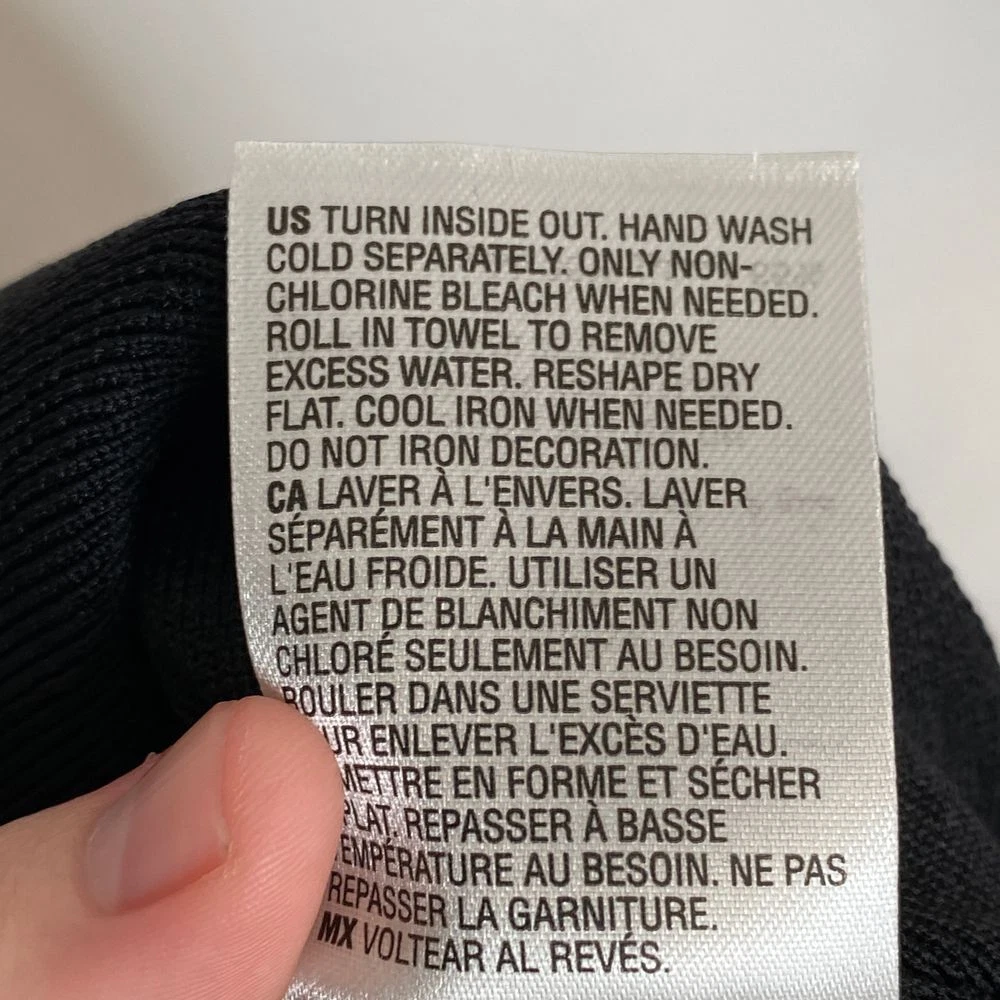 US TURN INSIDE OUT. HAND WASH
COLD SEPARATELY. ONLY NON-
CHLORINE BLEACH WHEN NEEDED.
ROLL IN TOWEL TO REMOVE
EXCESS WATER. RESHAPE DRY
FLAT. COOL IRON WHEN NEEDED.
DO NOT IRON DECORATION.
CA LAVER À L'ENVERS. LAVER
SÉPARÉMENT À LA MAIN À
L'EAU FROIDE. UTILISER UN
AGENT DE BLANCHIMENT NON
CHLORÉ SEULEMENT AU BESOIN.
ROULER DANS UNE SERVIETTE
ENLEVER L'EXCÈS D'EAU.
METTRE EN FORME ET SÉCHER
PLAT. REPASSER À BASSE
TEMPÉRATURE AU BESOIN. NE PAS
REPASSER LA GARNITURE.
MX VOLTEAR AL REVÉS.